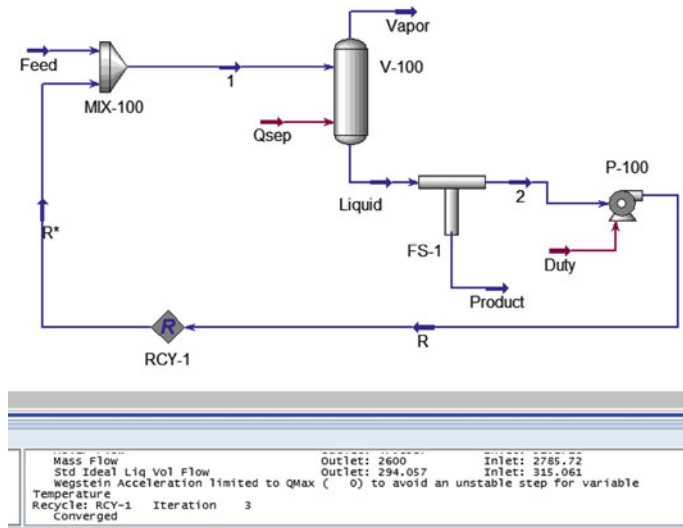 Vapor
Feed
1
V-100
MIX-100
Qsep
P-100
Liquid
2
R*
FS-1
Duty
Product
R
R
RCY-1
Mass Flow Outlet: 2600 Inlet: 2785.72
Std Ideal Liq Vol Flow Outlet: 294.057 Inlet: 315.061
Wegstein Acceleration limited to QMax ( 0) to avoid an unstable step for variable
Temperature
Recycle: RCY-1 Iteration 3
Converged